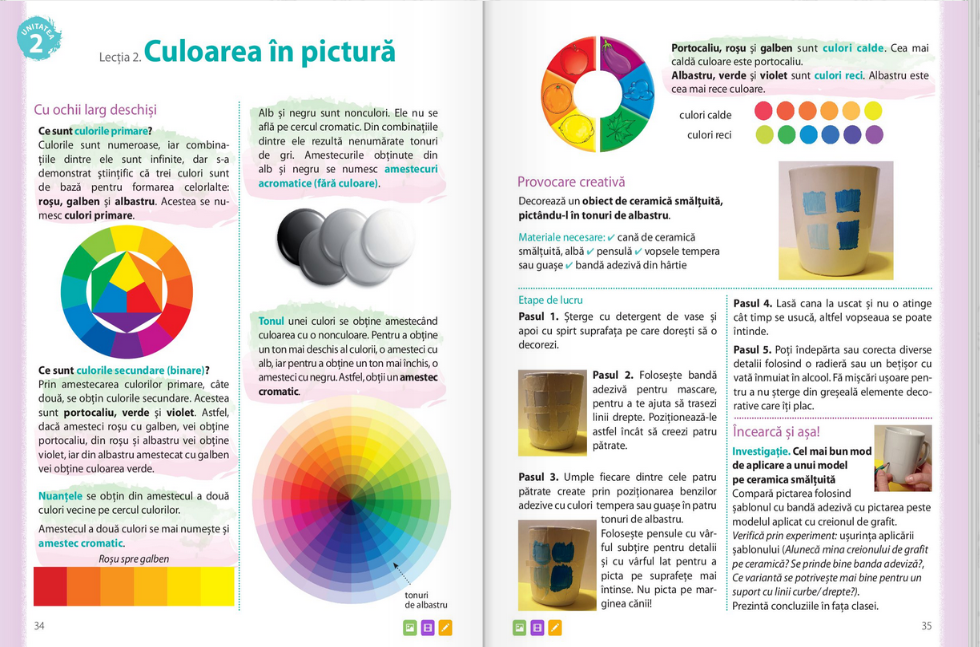 UNITATEA
2
Lecția 2. Culoarea în pictură
Cu ochii larg deschiși
Ce sunt culorile primare?
Culorile sunt numeroase, iar combina-
țiile dintre ele sunt infinite, dar s-a
demonstrat științific că trei culori sunt
de bază pentru formarea celorlalte:
roșu, galben și albastru. Acestea se nu-
mesc culori primare.
Ce sunt culorile secundare (binare)?
Prin amestecarea culorilor primare, câte
două, se obțin culorile secundare. Acestea
sunt portocaliu, verde și violet. Astfel,
dacă amesteci roșu cu galben, vei obține
portocaliu, din roșu și albastru vei obține
violet, iar din albastru amestecat cu galben
vei obține culoarea verde.
Nuanțele se obțin din amestecul a două
culori vecine pe cercul culorilor.
Amestecul a două culori se mai numește și
amestec cromatic.
Roșu spre galben
34
Alb și negru sunt nonculori. Ele nu se
află pe cercul cromatic. Din combinațiile
dintre ele rezultă nenumărate tonuri
de gri. Amestecurile obținute din
alb și negru se numesc amestecuri
acromatice (fără culoare).
Tonul unei culori se obține amestecând
culoarea cu o nonculoare. Pentru a obține
un ton mai deschis al culorii, o amesteci cu
alb, iar pentru a obține un ton mai închis, o
amesteci cu negru. Astfel, obții un amestec
cromatic.
tonuri
de albastru
Portocaliu, roșu și galben sunt culori calde. Cea mai
caldă culoare este portocaliu.
Albastru, verde și violet sunt culori reci. Albastru este
cea mai rece culoare.
culori calde
culori reci
Provocare creativă
Decorează un obiect de ceramică smălțuită,
pictându-l în tonuri de albastru.
Materiale necesare: ✓ cană de ceramică
smălțuită, albă ✓ pensulă ✓ vopsele tempera
sau guașe ✓ bandă adezivă din hârtie
Etape de lucru
Pasul 1. Șterge cu detergent de vase și
apoi cu spirt suprafața pe care dorești să o
decorezi.
Pasul 2. Folosește bandă
adezivă pentru mascare,
pentru a te ajuta să trasezi
linii drepte. Poziționează-le
astfel încât să creezi patru
pătrate.
Pasul 3. Umple fiecare dintre cele patru
pătrate create prin poziționarea benzilor
adezive cu culori tempera sau guașe în patru
tonuri de albastru.
Folosește pensule cu vâr-
ful subțire pentru detalii
și cu vârful lat pentru a
picta pe suprafețe mai
întinse. Nu picta pe mar-
ginea cănii!
Pasul 4. Lasă cana la uscat și nu o atinge
cât timp se usucă, altfel vopseaua se poate
întinde.
Pasul 5. Poți îndepărta sau corecta diverse
detalii folosind o radieră sau un bețișor cu
vată înmuiat în alcool. Fă mișcări ușoare pen-
tru a nu șterge din greșeală elemente deco-
rative care îți plac.
Încearcă și așa!
Investigație. Cel mai bun mod
de aplicare a unui model
pe ceramica smălțuită
Compară pictarea folosind
șablonul cu bandă adezivă cu pictarea peste
modelul aplicat cu creionul de grafit.
Verifică prin experiment: ușurința aplicării
șablonului (Alunecă mina creionului de grafit
pe ceramică? Se prinde bine banda adeviză?,
Ce variantă se potrivește mai bine pentru un
suport cu linii curbe/ drepte?).
Prezintă concluziile în fața clasei.
35